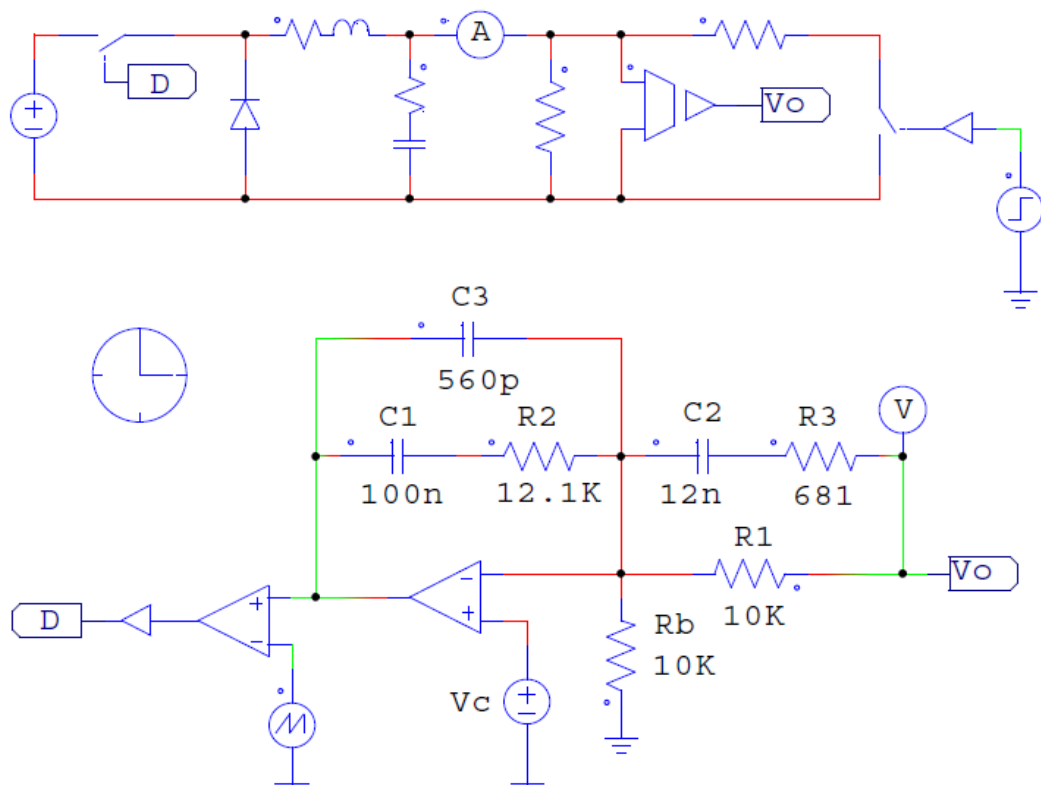 A
D
Vo
C3
560p
C1
R2
C2
R3
V
100n
12.1K
12n
681
R1
Vo
D
Rb
10K
10K
Vc